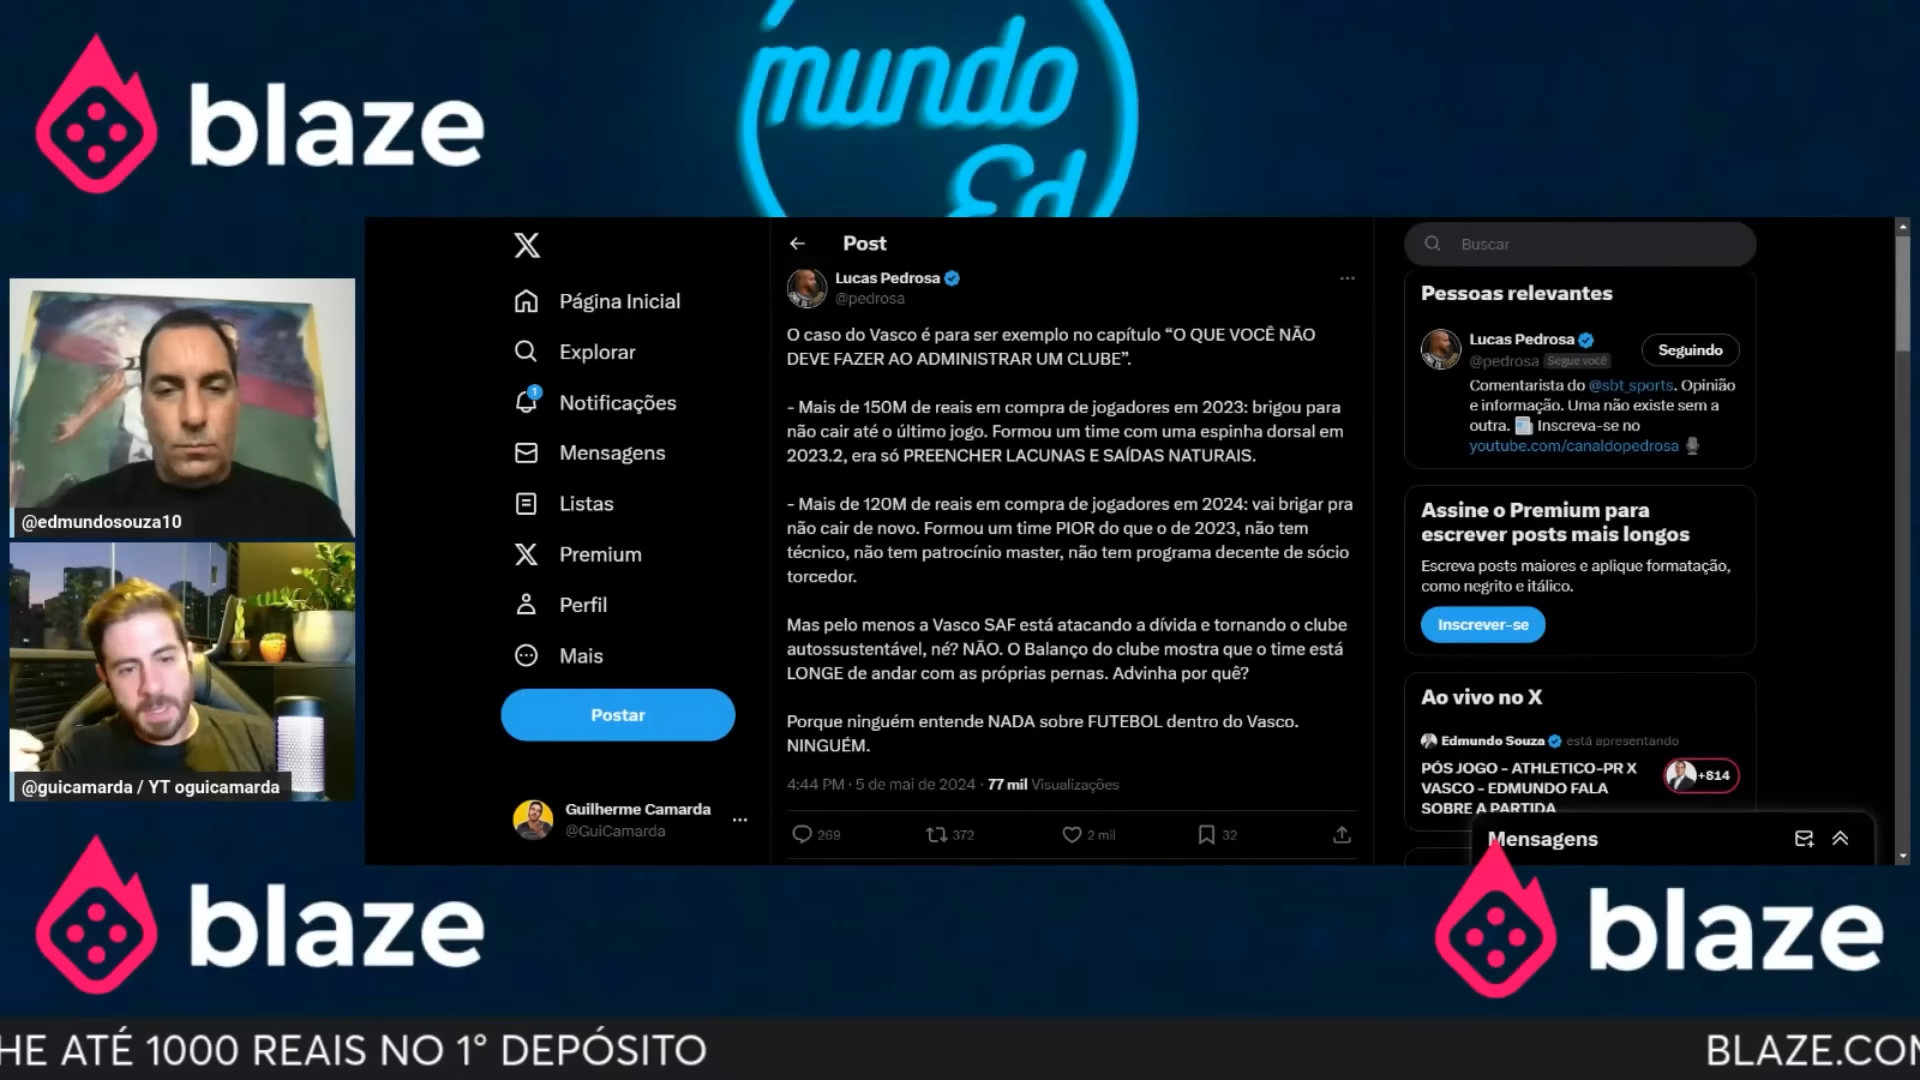 blaze
mundo
Ed
@edmundosouza10
@guicamarda / YT oguicamarda
Página Inicial
Explorar
1
Notificações
Mensagens
Listas
Premium
Perfil
Mais
Postar
Guilherme Camarda
@GuiCamarda
Post
Lucas Pedrosa
@pedrosa
O caso do Vasco é para ser exemplo no capítulo “O QUE VOCÊ NÃO
DEVE FAZER AO ADMINISTRAR UM CLUBE”.
- Mais de 150M de reais em compra de jogadores em 2023: brigou para
não cair até o último jogo. Formou um time com uma espinha dorsal em
2023.2, era só PREENCHER LACUNAS E SAÍDAS NATURAIS.
- Mais de 120M de reais em compra de jogadores em 2024: vai brigar pra
não cair de novo. Formou um time PIOR do que o de 2023, não tem
técnico, não tem patrocínio master, não tem programa decente de sócio
torcedor.
Mas pelo menos a Vasco SAF está atacando a dívida e tornando o clube
autossustentável, né? NÃO. O Balanço do clube mostra que o time está
LONGE de andar com as próprias pernas. Advinha por quê?
Porque ninguém entende NADA sobre FUTEBOL dentro do Vasco.
NINGUÉM.
4:44 PM · 5 de mai de 2024 · 77 mil Visualizações
269 372 2 mil 32
Buscar
Pessoas relevantes
Lucas Pedrosa
@pedrosa Segue você
Seguindo
Comentarista do @sbt_sports. Opinião
e informação. Uma não existe sem a
outra. Inscreva-se no
youtube.com/canaldopedrosa
Assine o Premium para
escrever posts mais longos
Escreva posts maiores e aplique formatação,
como negrito e itálico.
Inscrever-se
Ao vivo no X
Edmundo Souza está apresentando
PÓS JOGO - ATHLETICO-PR X
VASCO - EDMUNDO FALA
SOBRE A PARTIDA
+814
Mensagens
blaze
blaze
HE ATÉ 1000 REAIS NO 1° DEPÓSITO
BLAZE.COM